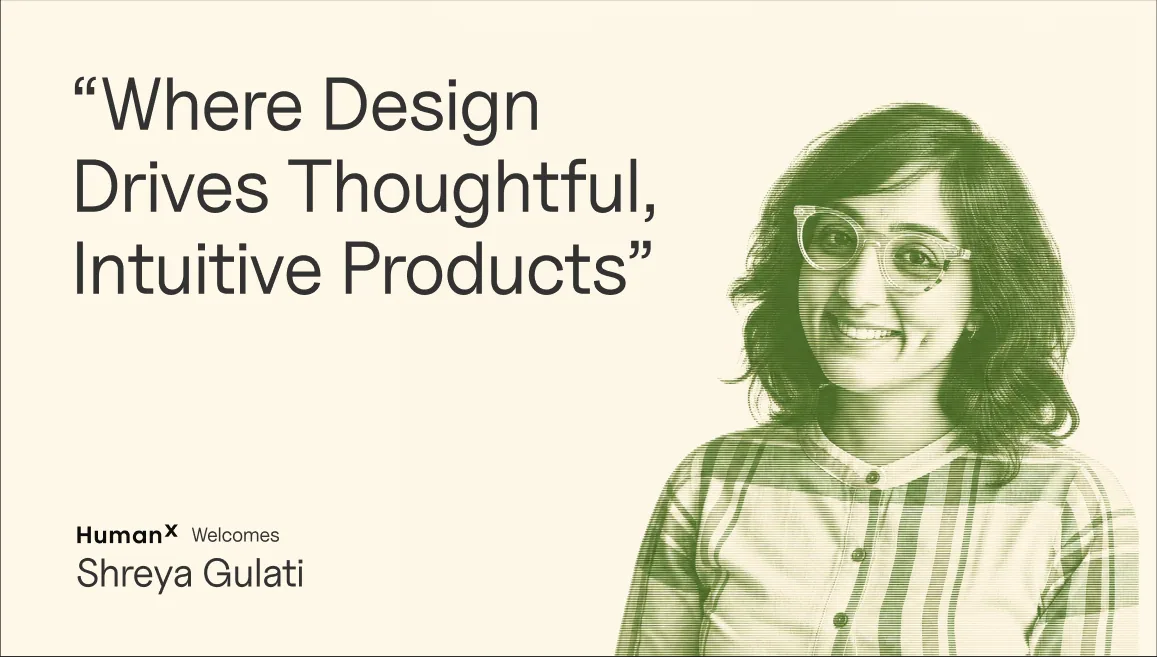 “Where Design
Drives Thoughtful,
Intuitive Products”
Humanx Welcomes
Shreya Gulati